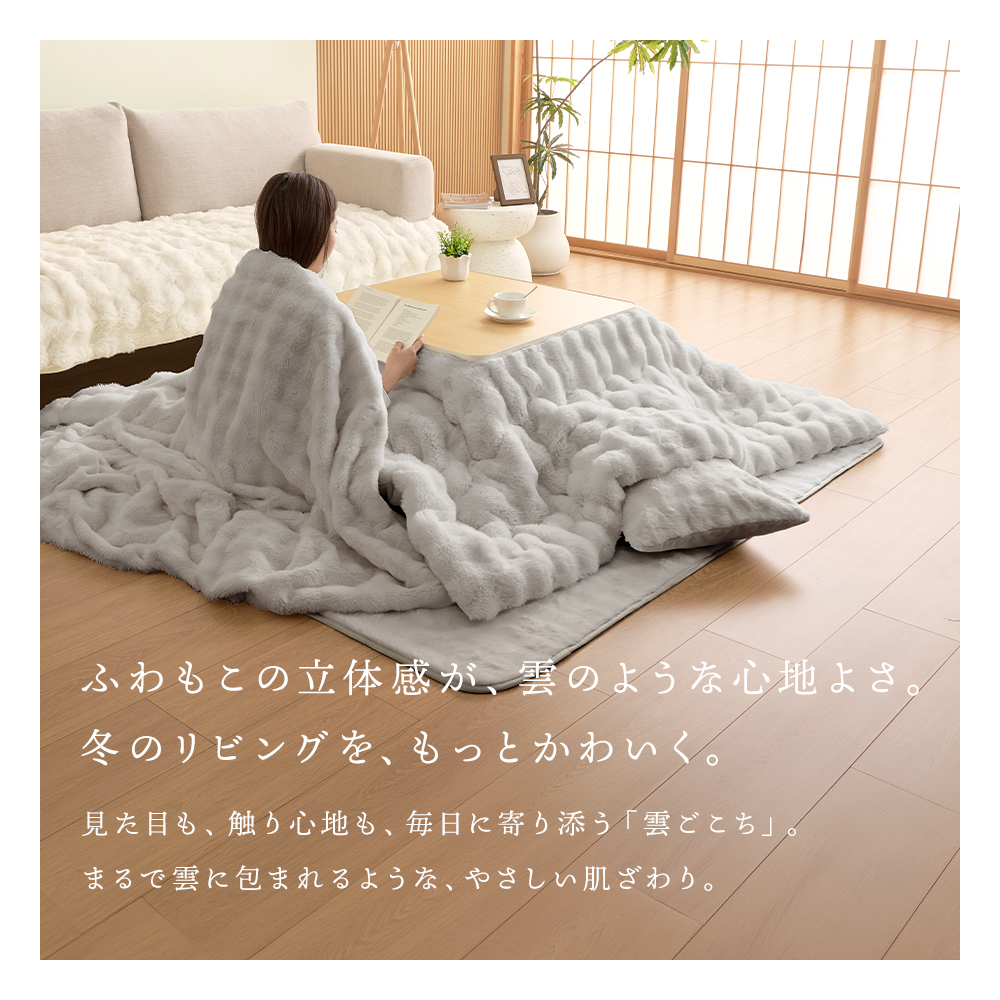 ふわもこの立体感が、雲のような心地よさ。
冬のリビングを、もっとかわいく。
見た目も、触り心地も、毎日に寄り添う「雲ごこち」。
まるで雲に包まれるような、やさしい肌ざわり。